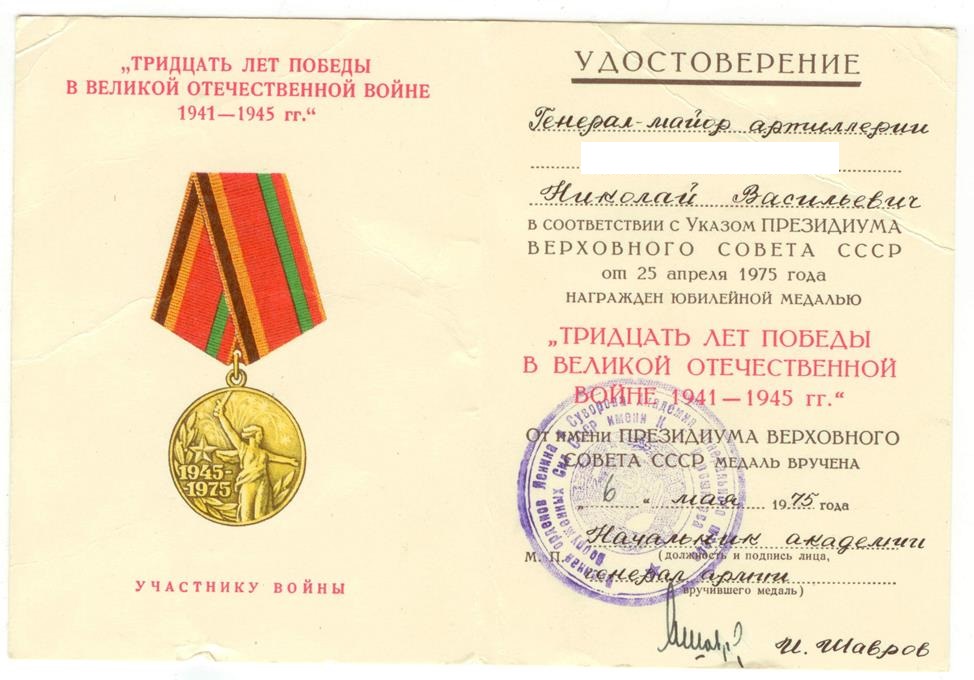 „ТРИДЦАТЬ ЛЕТ ПОБЕДЫ
В ВЕЛИКОЙ ОТЕЧЕСТВЕННОЙ ВОЙНЕ
1941—1945 гг.“
1945-
1975
УЧАСТНИКУ ВОЙНЫ
УДОСТОВЕРЕНИЕ
Генерал-майор артиллерии
Николай Васильевич
в соответствии с Указом ПРЕЗИДИУМА
ВЕРХОВНОГО СОВЕТА СССР
от 25 апреля 1975 года
НАГРАЖДЕН ЮБИЛЕЙНОЙ МЕДАЛЬЮ
„ТРИДЦАТЬ ЛЕТ ПОБЕДЫ
В ВЕЛИКОЙ ОТЕЧЕСТВЕННОЙ
ВОЙНЕ 1941—1945 гг.“
От имени ПРЕЗИДИУМА ВЕРХОВНОГО
СОВЕТА СССР МЕДАЛЬ ВРУЧЕНА
„ 6 “ мая 1975 года
Начальник академии
М. П. (должность и подпись лица,
генерал армии
вручившего медаль)
И. Шавров